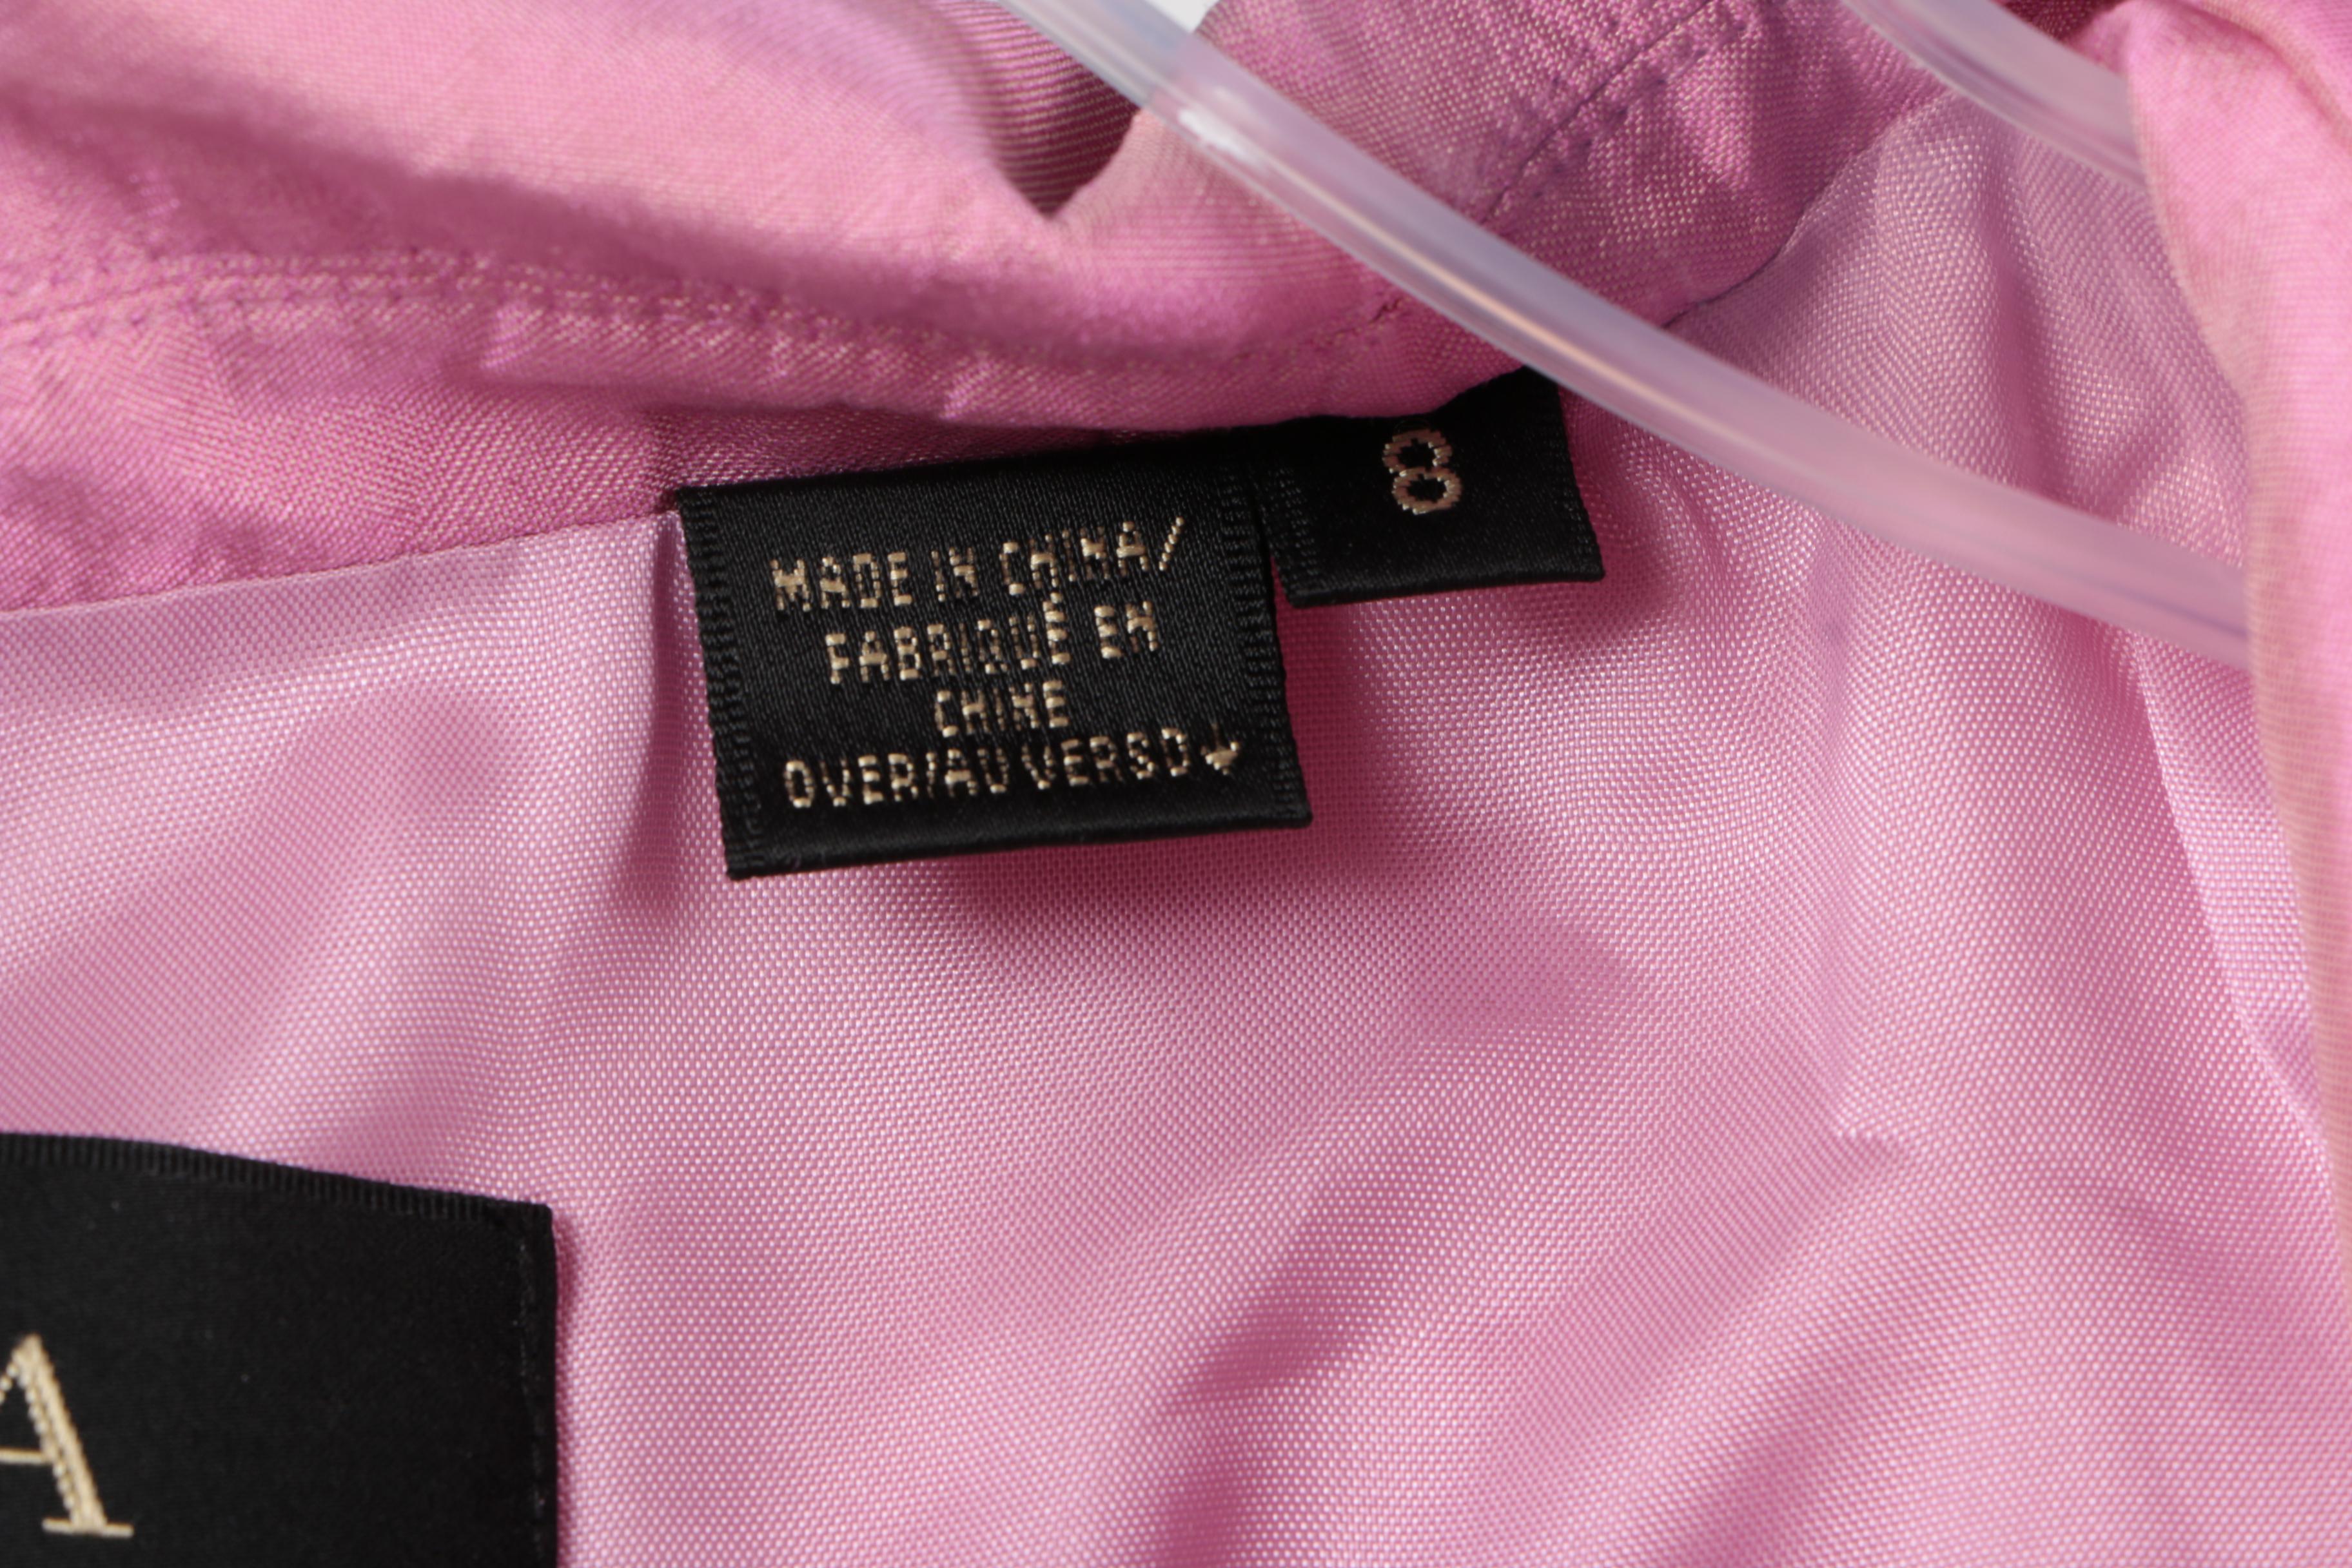 MADE IN CHINA/
FABRIQUÉ EN
CHINE
OVER/AU VERSO
8
A